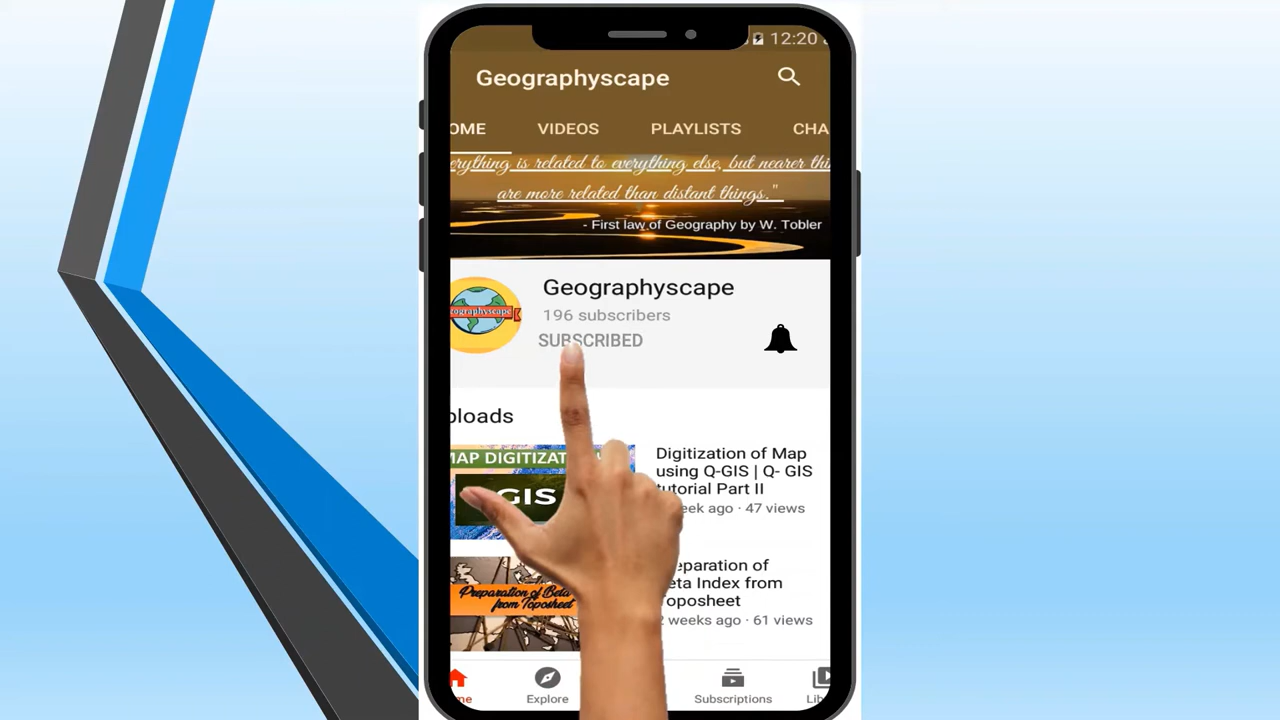 12:20
Geographyscape
OME VIDEOS PLAYLISTS CHA
erything is related to everything else, but nearer thi
are more related than distant things."
- First law of Geography by W. Tobler
Geographyscape
196 subscribers
SUBSCRIBED
ographyscape
ploads
MAP DIGITIZAT
GIS
Digitization of Map
using Q-GIS | Q- GIS
tutorial Part II
eek ago · 47 views
Preparation of Beta
from Toposheet
eparation of
eta Index from
Toposheet
2 weeks ago · 61 views
me Explore Subscriptions Lib